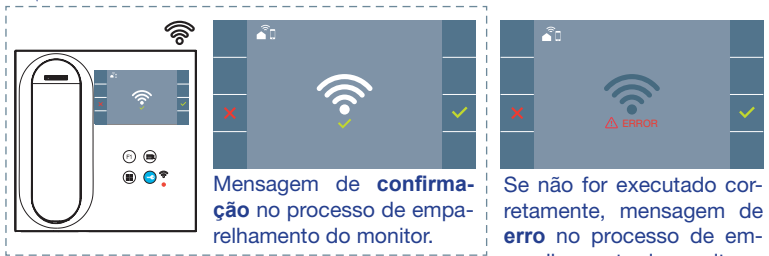 F1
ERROR
Mensagem de confirma-
ção no processo de empa-
relhamento do monitor.
Se não for executado cor-
retamente, mensagem de
erro no processo de em-